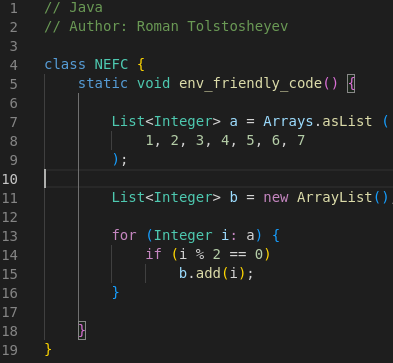 1 // Java
2 // Author: Roman Tolstosheyev
3
4 class NEFC {
5     static void env_friendly_code() {
6
7         List<Integer> a = Arrays.asList (
8             1, 2, 3, 4, 5, 6, 7
9         );
10
11         List<Integer> b = new ArrayList()
12
13         for (Integer i: a) {
14             if (i % 2 == 0)
15                 b.add(i);
16         }
17
18     }
19 }